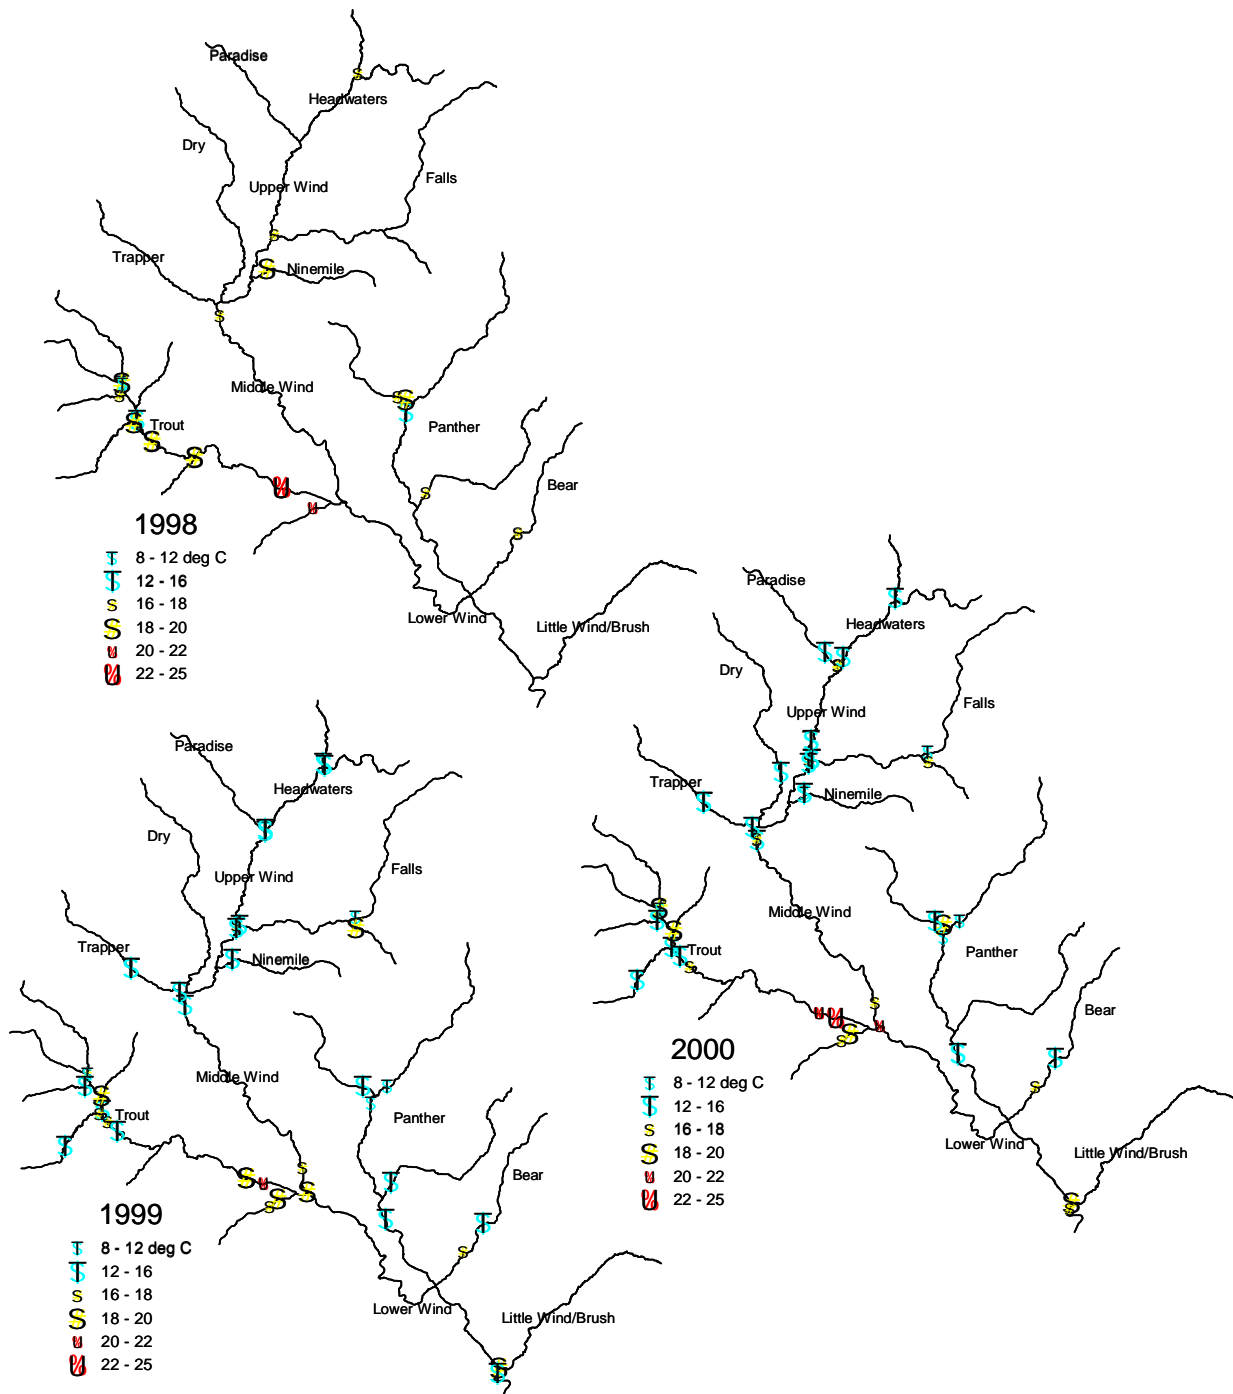 Paradise
Headwaters
Dry
Falls
Upper Wind
Trapper
Ninemile
Middle Wind
Trout
Panther
Bear
Lower Wind
Little Wind/Brush
1998
8 - 12 deg C
12 - 16
16 - 18
18 - 20
20 - 22
22 - 25
Paradise
Headwaters
Dry
Falls
Upper Wind
Trapper
Ninemile
Middle Wind
Trout
Panther
Bear
Lower Wind
Little Wind/Brush
2000
8 - 12 deg C
12 - 16
16 - 18
18 - 20
20 - 22
22 - 25
Paradise
Headwaters
Dry
Falls
Upper Wind
Trapper
Ninemile
Middle Wind
Trout
Panther
Bear
Lower Wind
Little Wind/Brush
1999
8 - 12 deg C
12 - 16
16 - 18
18 - 20
20 - 22
22 - 25